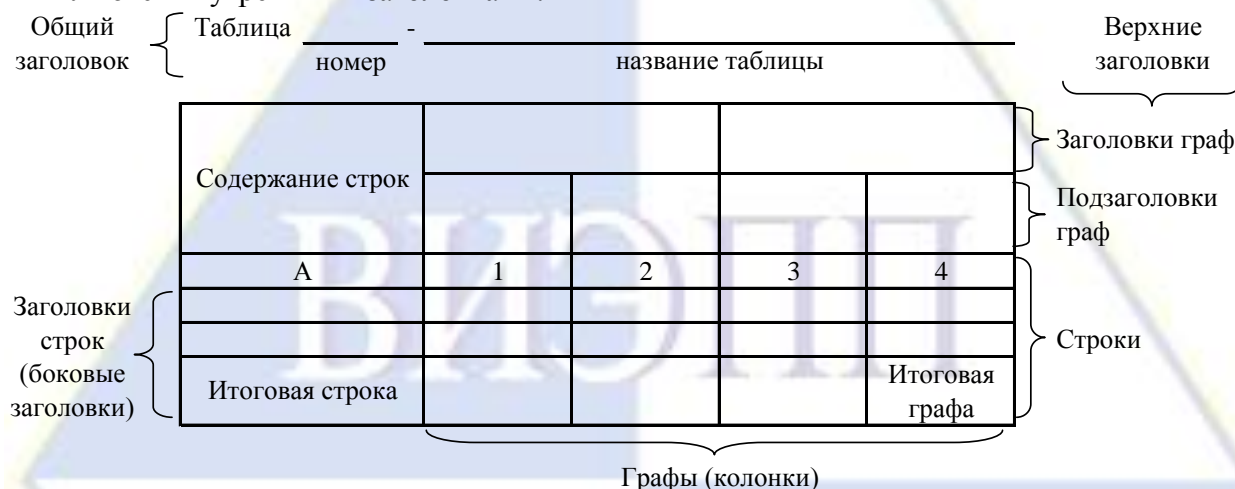 Общий
заголовок
Таблица -
номер
название таблицы
Верхние
заголовки
Заголовки граф
Содержание строк
Подзаголовки
граф
А 1 2 3 4
Заголовки
строк
(боковые
заголовки)
Строки
Итоговая строка
Итоговая
графа
Графы (колонки)
ВИЭПП